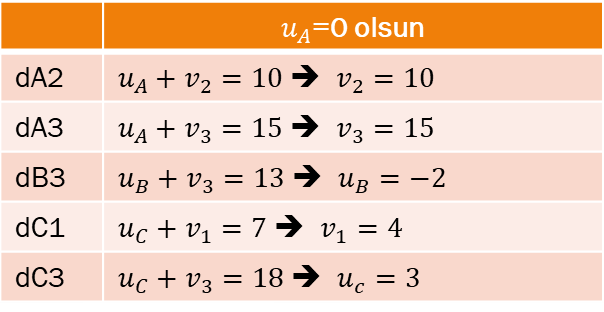 u_A=0 olsun
dA2 u_A + v_2 = 10 ➔ v_2 = 10
dA3 u_A + v_3 = 15 ➔ v_3 = 15
dB3 u_B + v_3 = 13 ➔ u_B = −2
dC1 u_C + v_1 = 7 ➔ v_1 = 4
dC3 u_C + v_3 = 18 ➔ u_c = 3